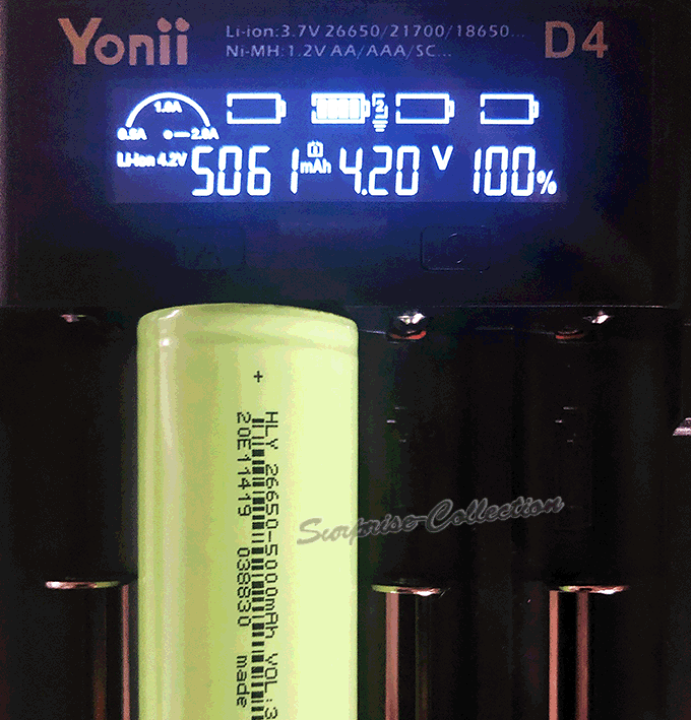 Yonii
Li-ion:3.7V 26650/21700/18650...
Ni-MH:1.2V AA/AAA/SC...
D4
1.0A
0.5A
2.0A
2
Li-ion 4.2V
5061 mAh 4.20 V 100%
+
HLY 26650-5000mAh VOL:3
20E11419 038830 made
Surprise Collection